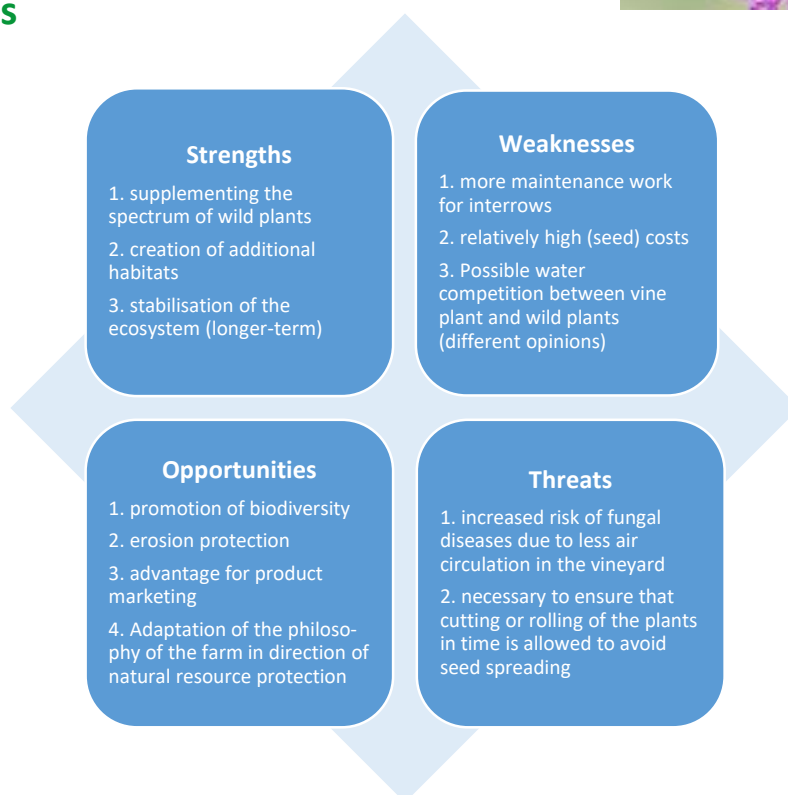 s
Strengths
1. supplementing the
spectrum of wild plants
2. creation of additional
habitats
3. stabilisation of the
ecosystem (longer-term)
Weaknesses
1. more maintenance work
for interrows
2. relatively high (seed) costs
3. Possible water
competition between vine
plant and wild plants
(different opinions)
Opportunities
1. promotion of biodiversity
2. erosion protection
3. advantage for product
marketing
4. Adaptation of the philoso-
phy of the farm in direction of
natural resource protection
Threats
1. increased risk of fungal
diseases due to less air
circulation in the vineyard
2. necessary to ensure that
cutting or rolling of the plants
in time is allowed to avoid
seed spreading